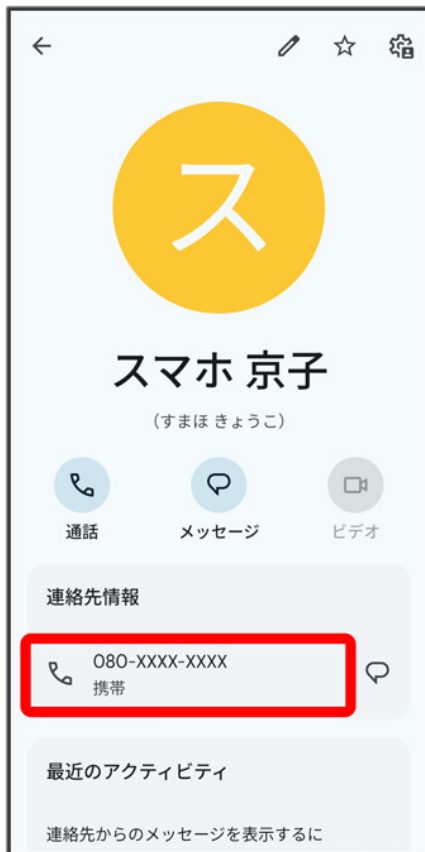 ス
スマホ 京子
（すまほ きょうこ）
通話 メッセージ ビデオ
連絡先情報
080-XXXX-XXXX
携帯
最近のアクティビティ
連絡先からのメッセージを表示するに